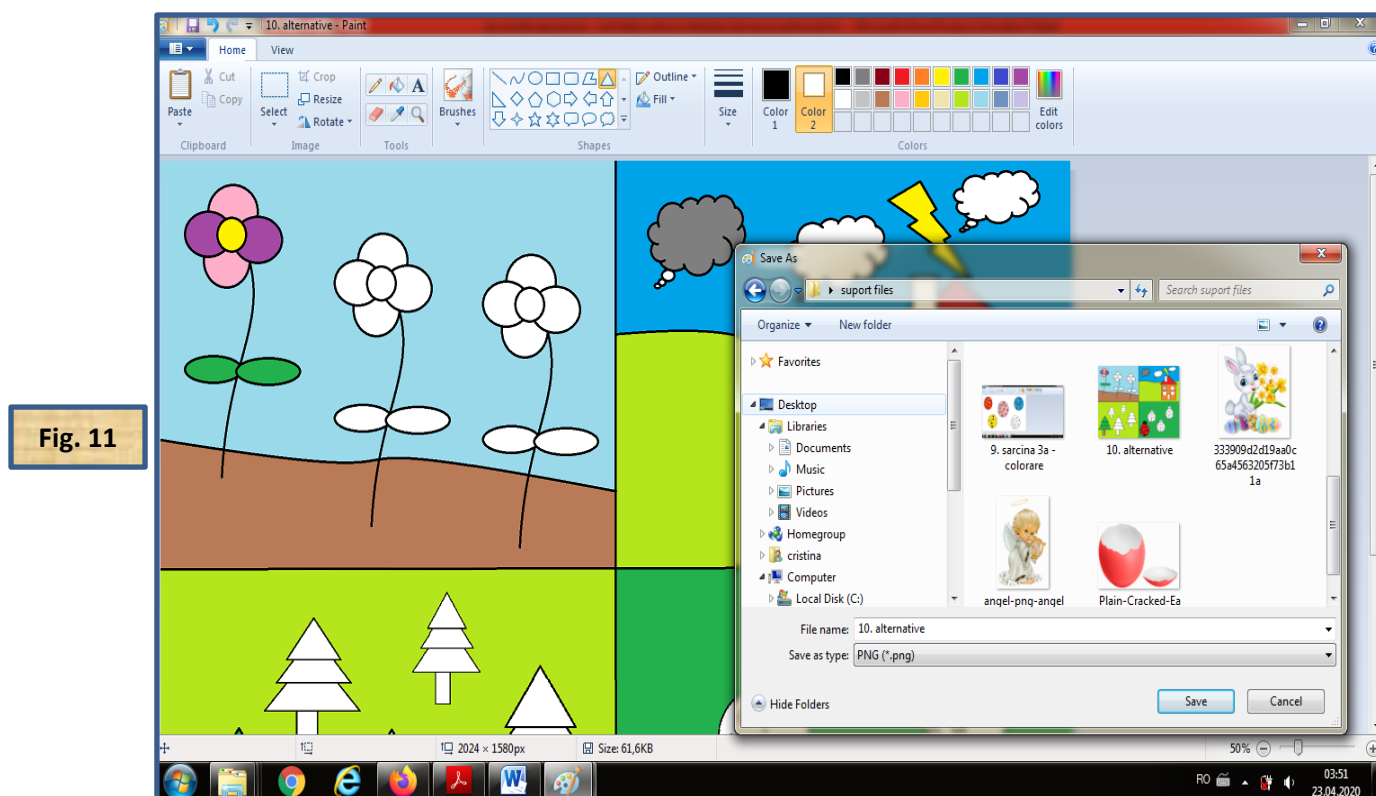 10. alternative - Paint
Home View
Cut
Copy
Paste
Clipboard
Select
Crop
Resize
Rotate
Image
A
Tools
Brushes
Outline
Fill
Shapes
Size
Color 1
Color 2
Edit colors
Colors
Fig. 11
Save As
suport files
Search suport files
Organize New folder
Favorites
Desktop
Libraries
Documents
Music
Pictures
Videos
Homegroup
cristina
Computer
Local Disk (C:)
9. sarcina 3a -
colorare
10. alternative
333909d2d19aa0c
65a4563205f73b1
1a
angel-png-angel
Plain-Cracked-Ea
File name: 10. alternative
Save as type: PNG (*.png)
Hide Folders
Save Cancel
2024 × 1580px
Size: 61,6KB
50%
RO
03:51
23.04.2020